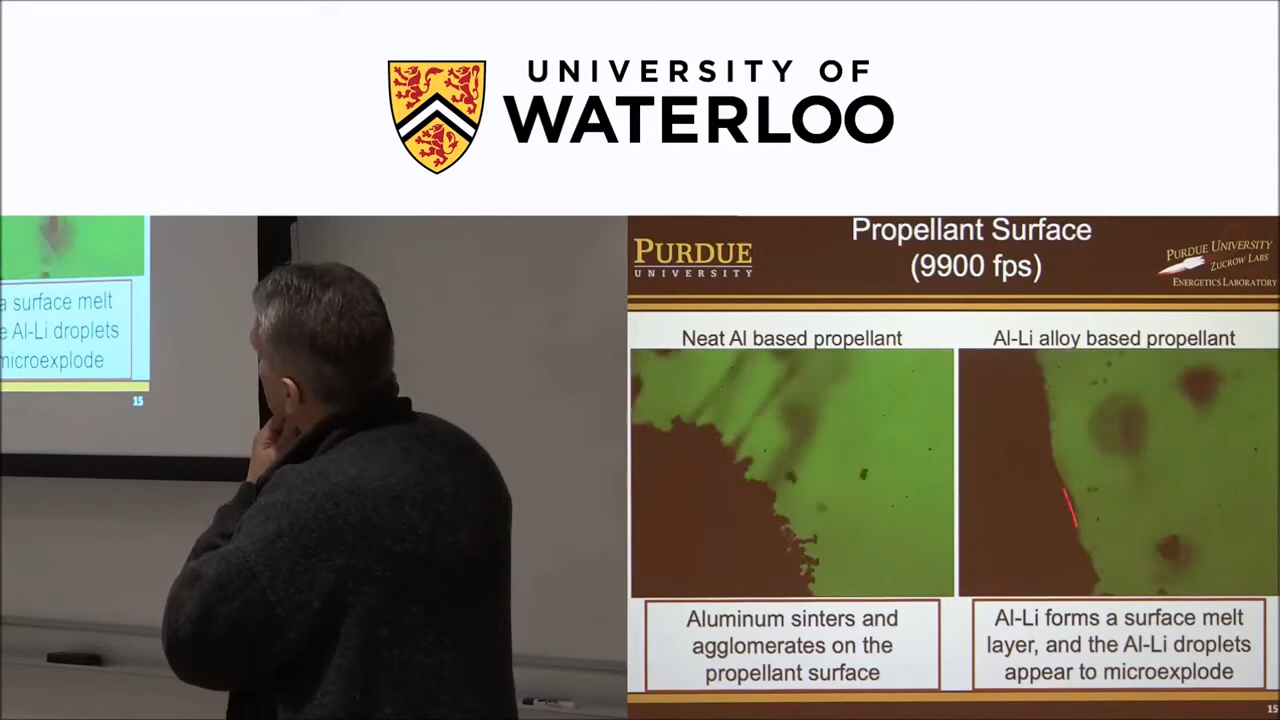 UNIVERSITY OF
WATERLOO
a surface melt
e Al-Li droplets
microexplode
15
Propellant Surface
(9900 fps)
PURDUE
UNIVERSITY
PURDUE UNIVERSITY
ZUCROW LABS
ENERGETICS LABORATORY
Neat Al based propellant
Al-Li alloy based propellant
Aluminum sinters and
agglomerates on the
propellant surface
Al-Li forms a surface melt
layer, and the Al-Li droplets
appear to microexplode
15